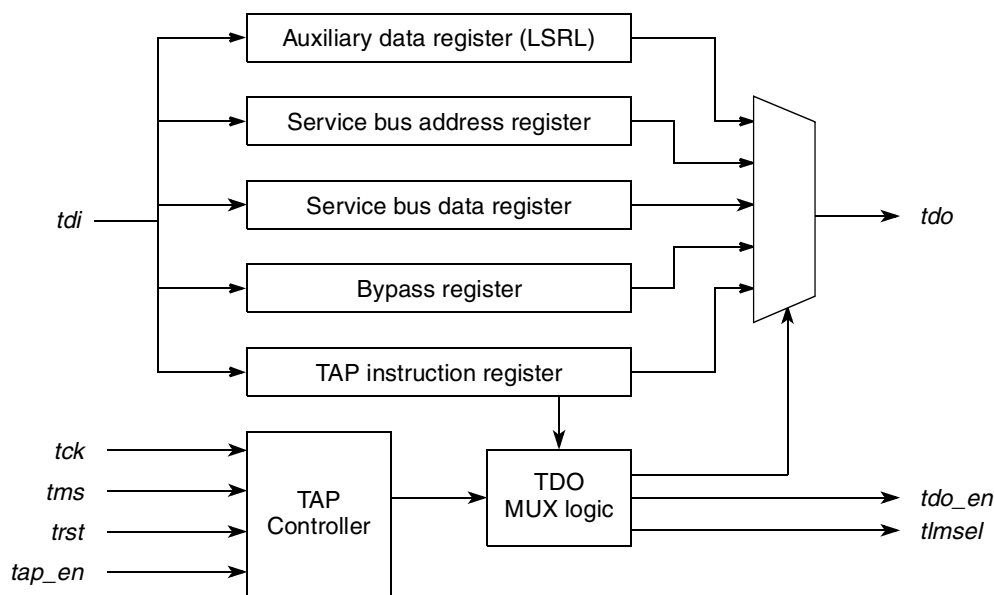 Auxiliary data register (LSRL)
Service bus address register
Service bus data register
Bypass register
TAP instruction register
tdi
tdo
tck
tms
trst
tap_en
TAP
Controller
TDO
MUX logic
tdo_en
tlmsel